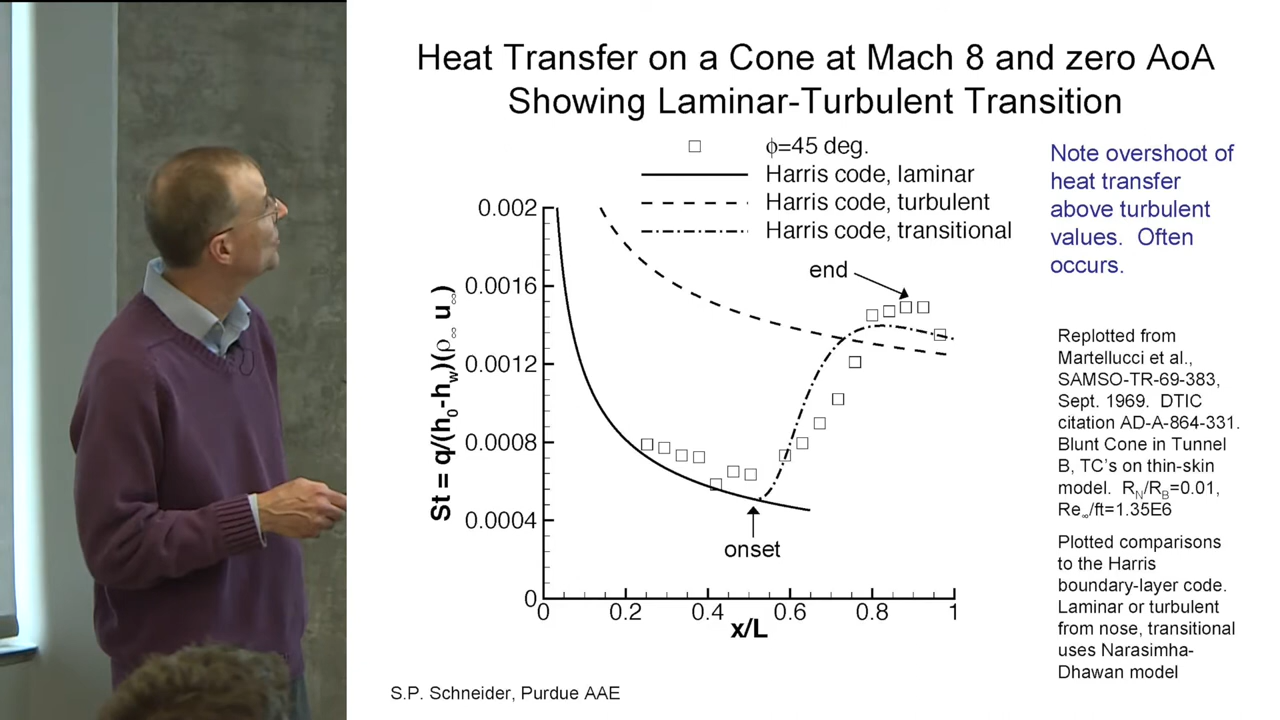 Heat Transfer on a Cone at Mach 8 and zero AoA
Showing Laminar-Turbulent Transition
ϕ=45 deg.
Harris code, laminar
Harris code, turbulent
Harris code, transitional
Note overshoot of
heat transfer
above turbulent
values. Often
occurs.
0.002
0.0016
0.0012
0.0008
0.0004
0
St = q/(h₀-h_w)(ρ_∞ u_∞)
end
onset
0
0.2
0.4
0.6
0.8
1
x/L
Replotted from
Martellucci et al.,
SAMSO-TR-69-383,
Sept. 1969. DTIC
citation AD-A-864-331.
Blunt Cone in Tunnel
B, TC's on thin-skin
model. R_N/R_B=0.01,
Re_∞/ft=1.35E6
Plotted comparisons
to the Harris
boundary-layer code.
Laminar or turbulent
from nose, transitional
uses Narasimha-
Dhawan model
S.P. Schneider, Purdue AAE